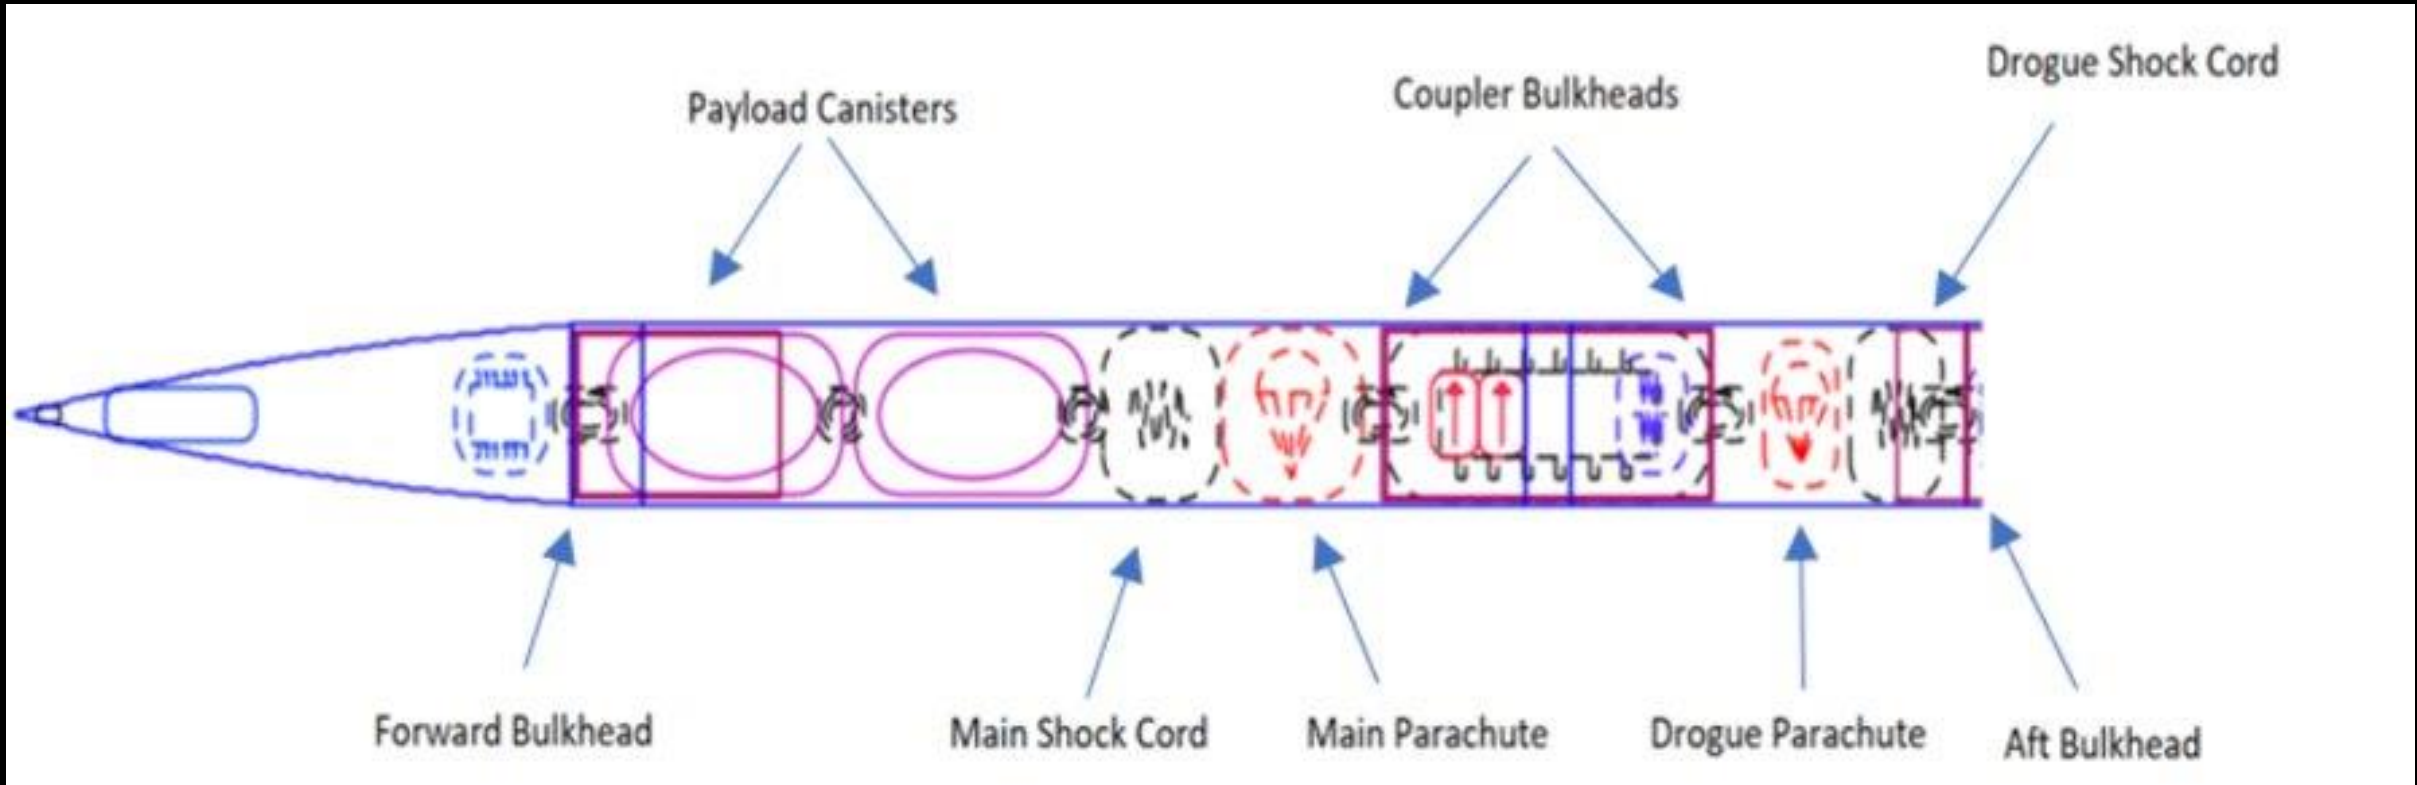 Drogue Shock Cord
Coupler Bulkheads
Payload Canisters
Forward Bulkhead
Main Shock Cord
Main Parachute
Drogue Parachute
Aft Bulkhead